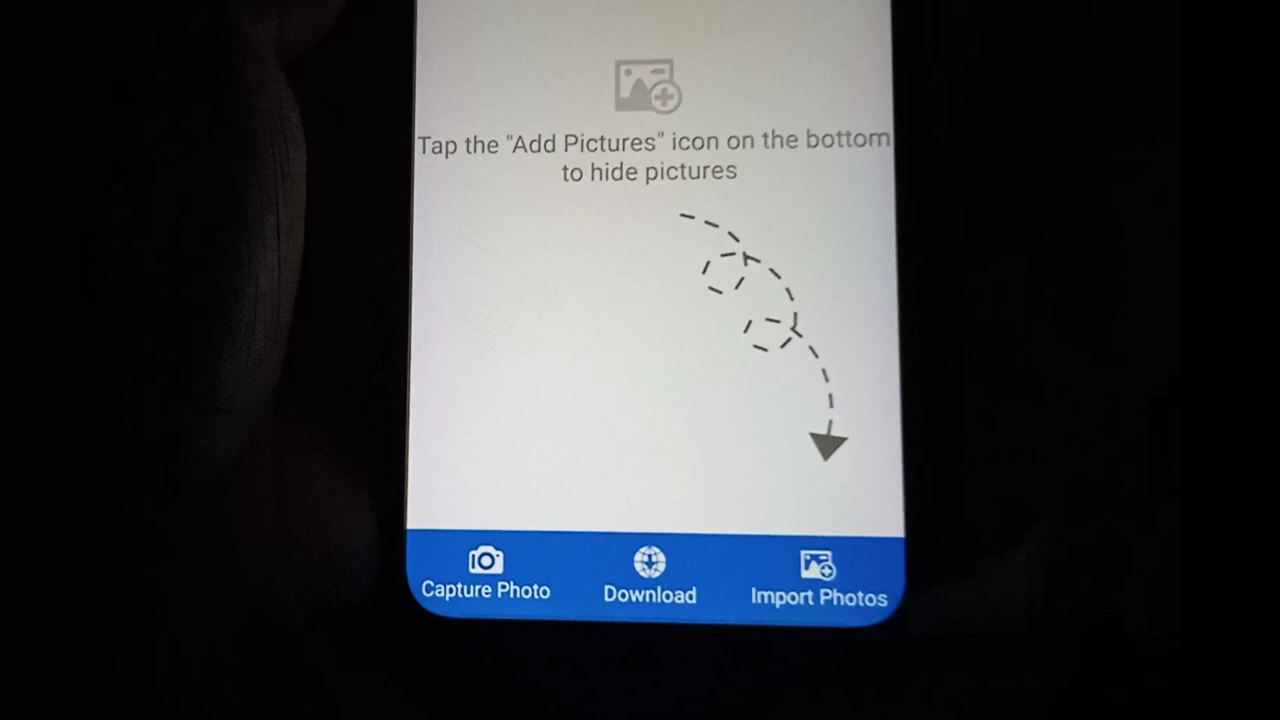 Tap the "Add Pictures" icon on the bottom
to hide pictures
Capture Photo
Download
Import Photos